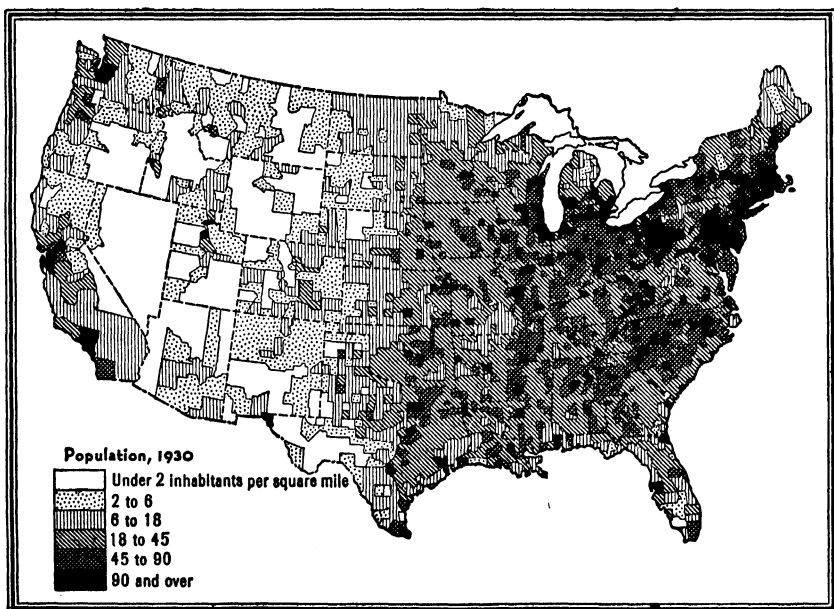 Population, 1930
Under 2 inhabitants per square mile
2 to 6
6 to 18
18 to 45
45 to 90
90 and over